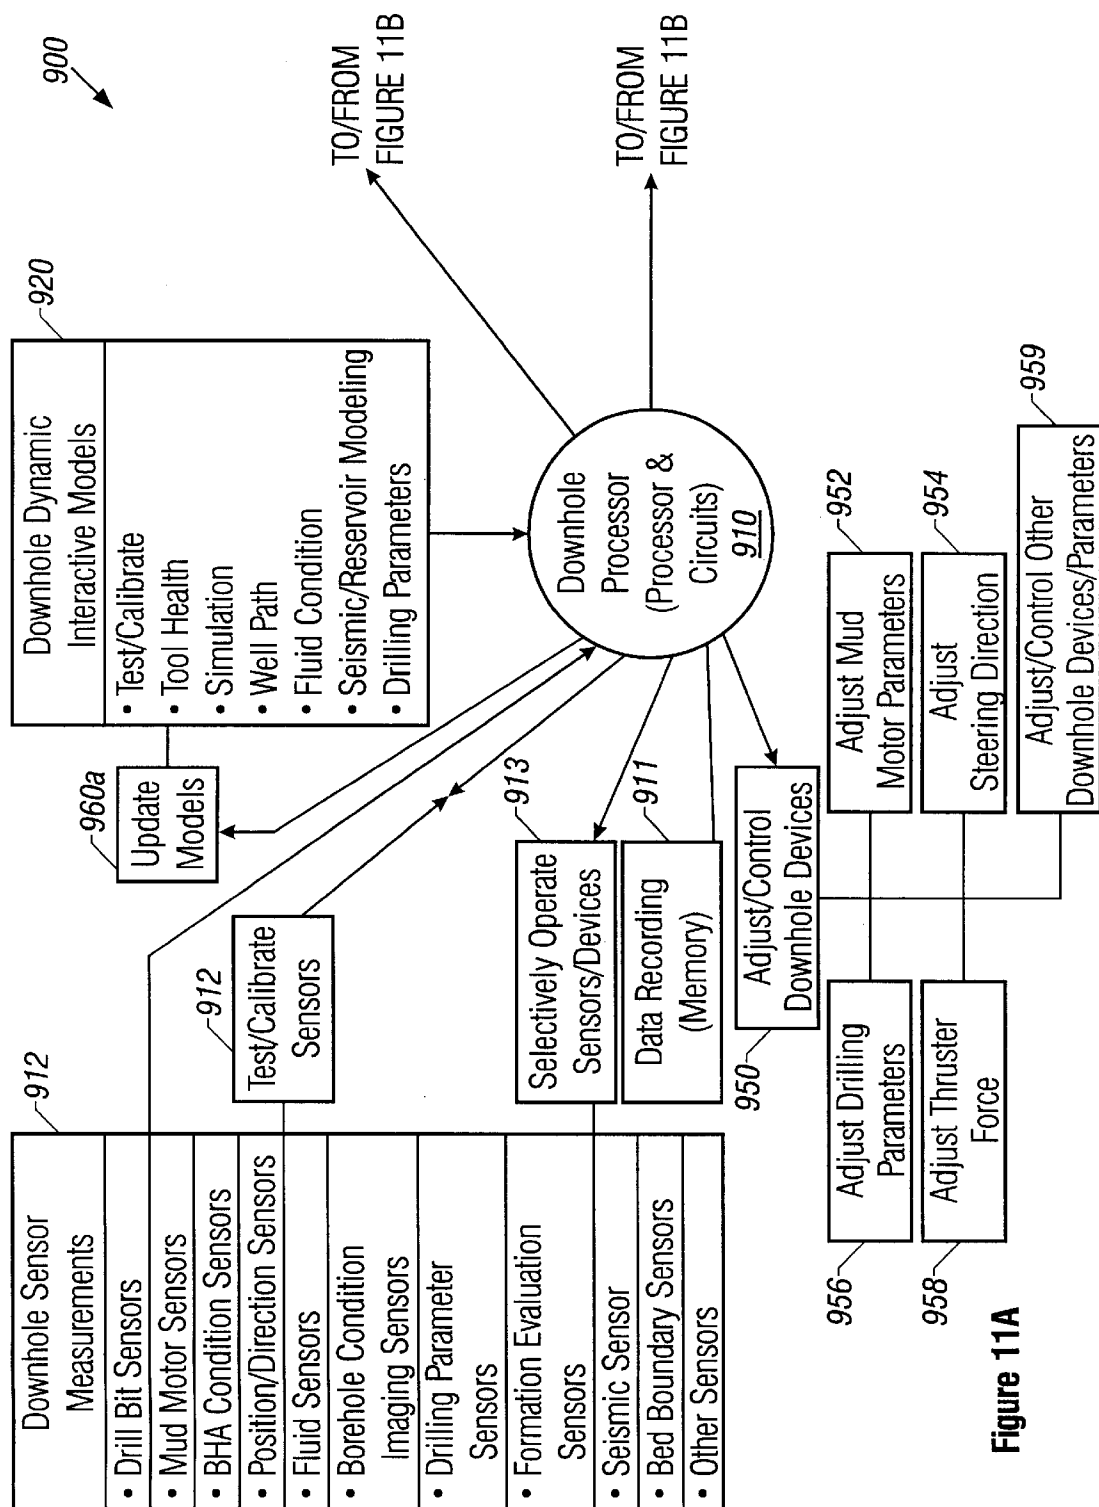 900
TO/FROM
FIGURE 11B
TO/FROM
FIGURE 11B
920
Downhole Dynamic
Interactive Models
• Test/Calibrate
• Tool Health
• Simulation
• Well Path
• Fluid Condition
• Seismic/Reservoir Modeling
• Drilling Parameters
960a
Update
Models
Downhole
Processor
(Processor &
Circuits)
910
912
Downhole Sensor
Measurements
• Drill Bit Sensors
• Mud Motor Sensors
• BHA Condition Sensors
• Position/Direction Sensors
• Fluid Sensors
• Borehole Condition
Imaging Sensors
• Drilling Parameter
Sensors
• Formation Evaluation
Sensors
• Seismic Sensor
• Bed Boundary Sensors
• Other Sensors
912
Test/Calibrate
Sensors
913
Selectively Operate
Sensors/Devices
911
Data Recording
(Memory)
950
Adjust/Control
Downhole Devices
952
Adjust Mud
Motor Parameters
954
Adjust
Steering Direction
956
Adjust Drilling
Parameters
958
Adjust Thruster
Force
959
Adjust/Control Other
Downhole Devices/Parameters
Figure 11A